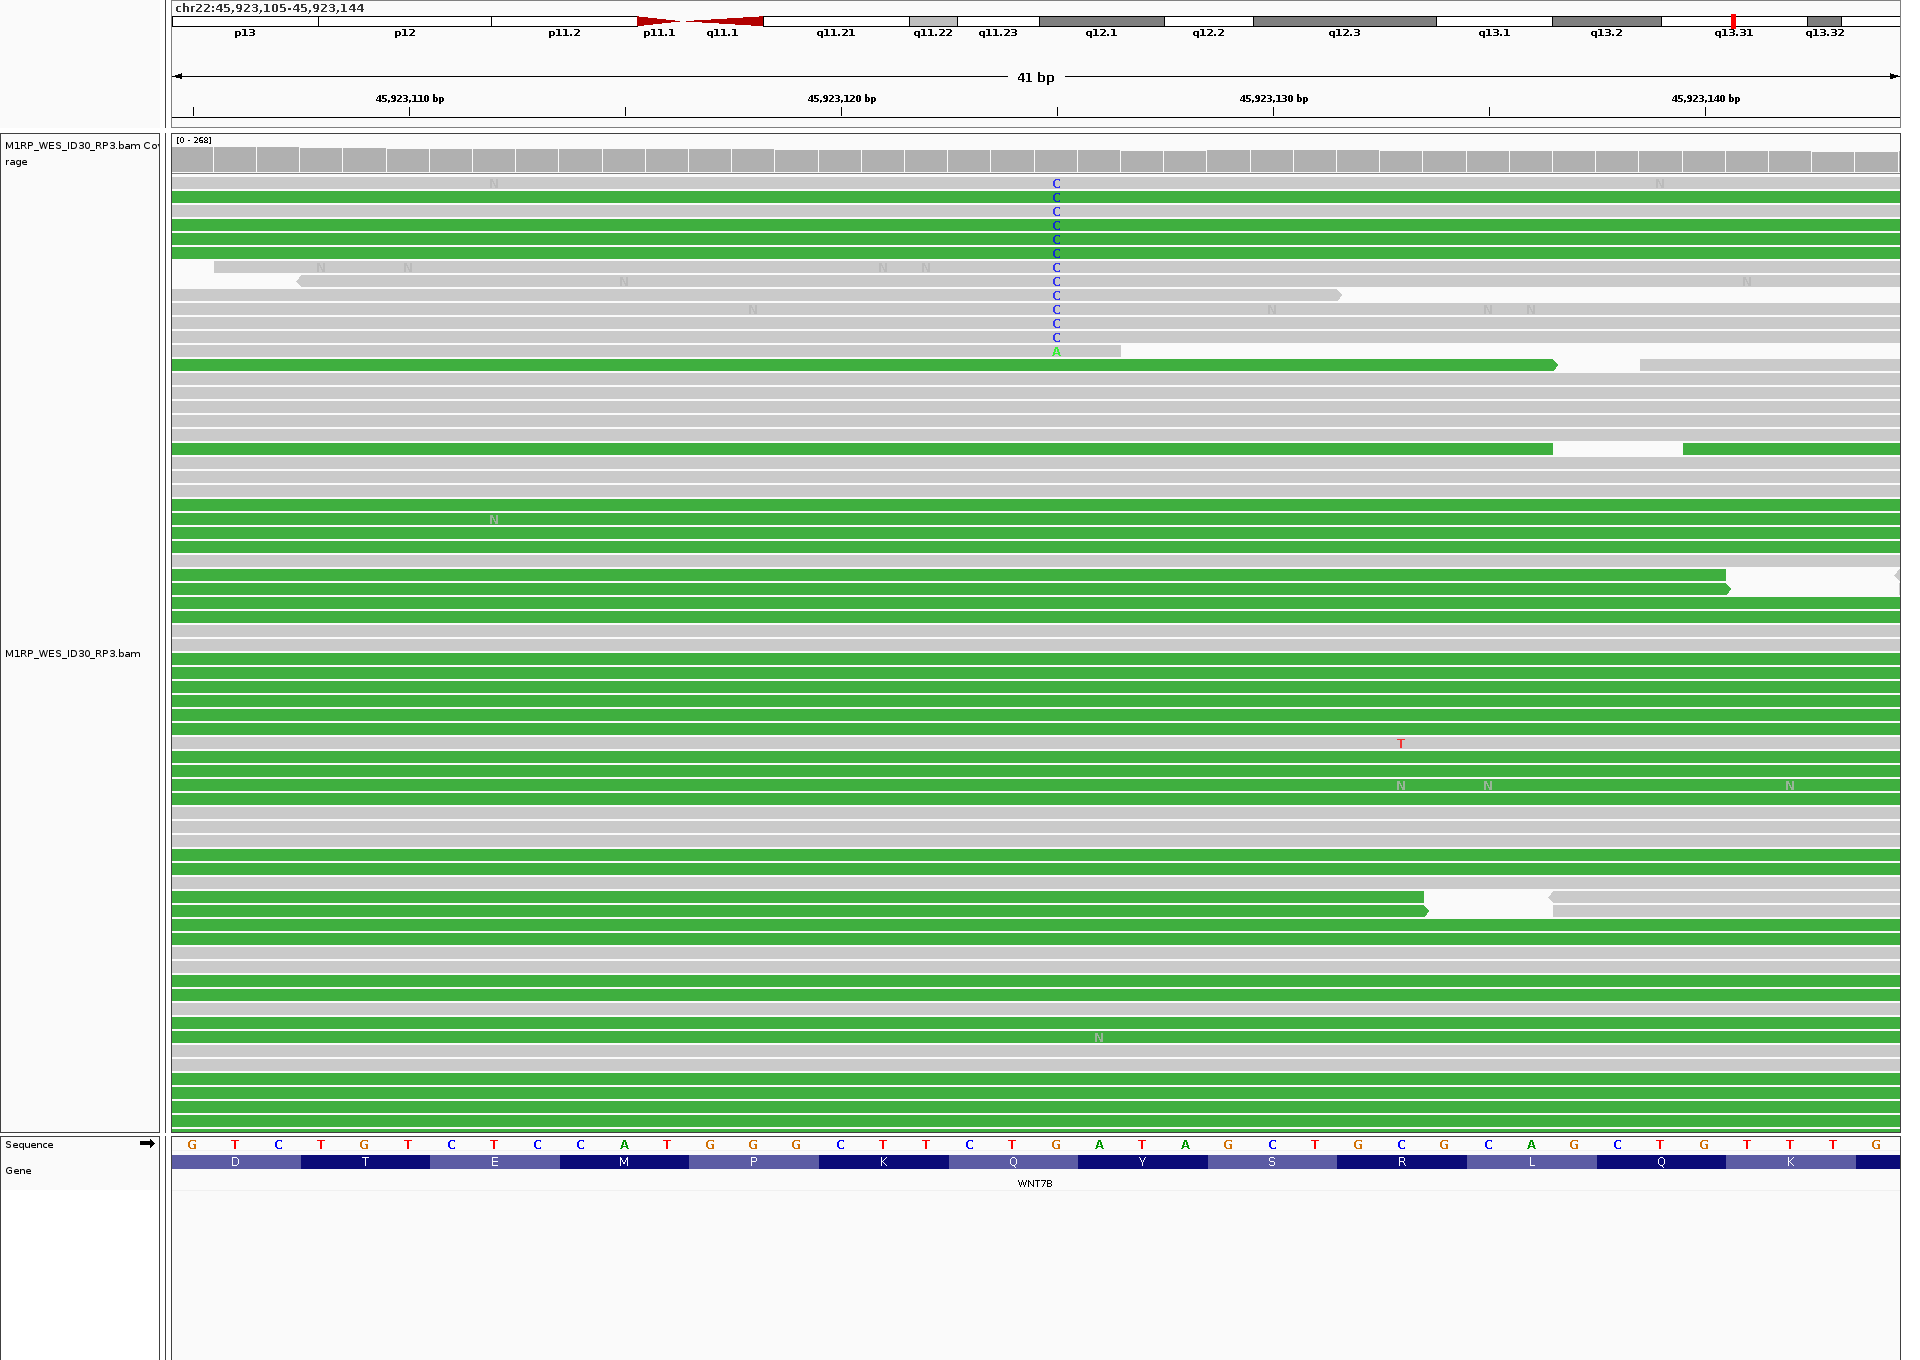 chr22:45,923,105-45,923,144
p13 p12 p11.2 p11.1 q11.1 q11.21 q11.22 q11.23 q12.1 q12.2 q12.3 q13.1 q13.2 q13.31 q13.32
41 bp
45,923,110 bp 45,923,120 bp 45,923,130 bp 45,923,140 bp
M1RP_WES_ID30_RP3.bam Co
rage
[0 - 268]
N C N
C
C
C
C
C
N N N N C
N C N
C
N C N N N
C
C
A
N
M1RP_WES_ID30_RP3.bam
T
N N N
N
Sequence G T C T G T C T C C A T G G G C T T C T G A T A G C T G C G C A G C T G T T T G
Gene D T E M P K Q Y S R L Q K
WNT7B